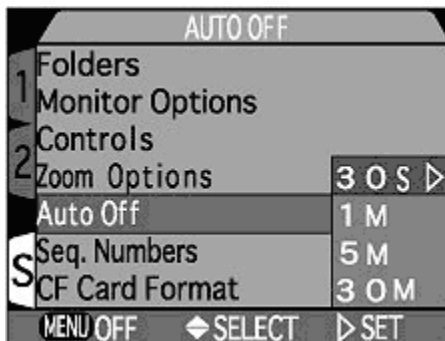 AUTO OFF
1
Folders
Monitor Options
2
Controls
Zoom Options
30S ▷
Auto Off
1M
S
Seq. Numbers
5M
CF Card Format
30M
MENU OFF
SELECT
▷ SET